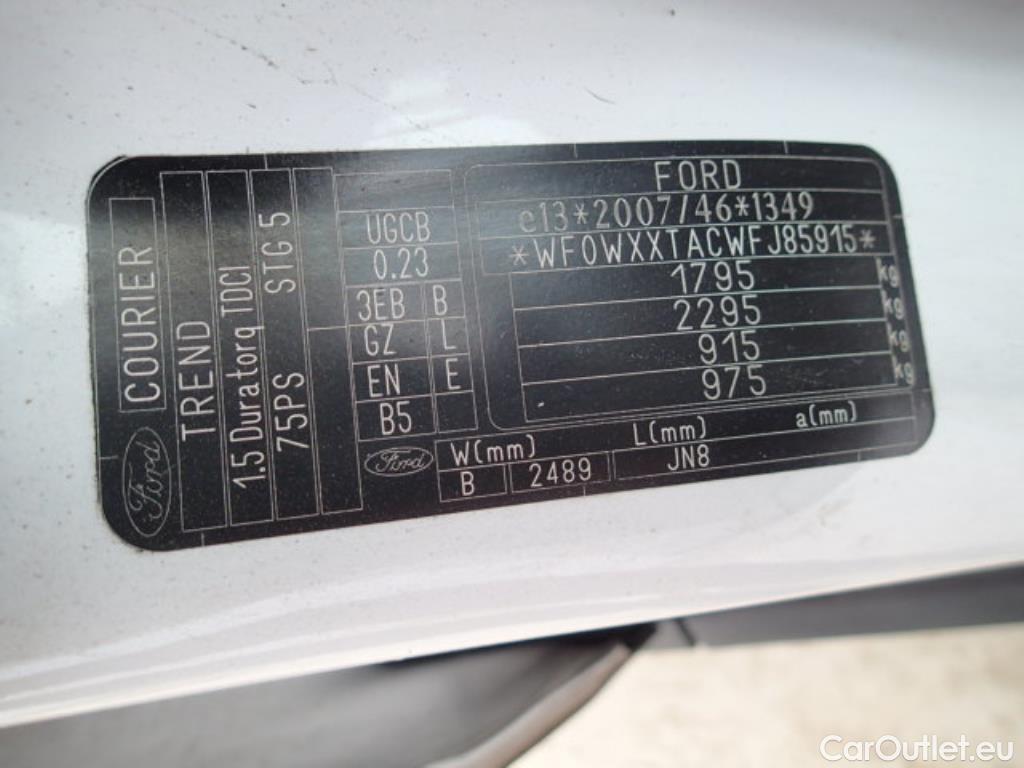 Ford
COURIER
TREND
1.5 Duratorq TDCI
75PS STG 5
UGCB
0.23
3EB B
GZ L
EN E
B5
FORD
e13*2007/46*1349
*WF0WXXTACWFJ85915*
1795 kg
2295 kg
915 kg
975 kg
Ford
W(mm) L(mm) a(mm)
B 2489 JN8
CarOutlet.eu